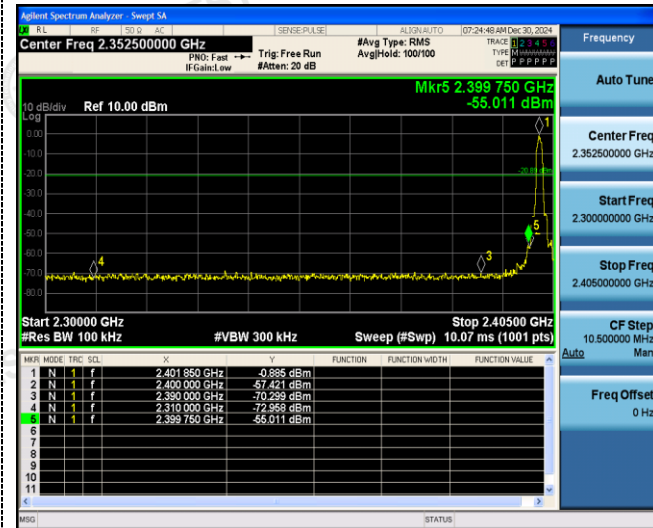 Agilent Spectrum Analyzer - Swept SA
RL RF 50 Ω AC SENSE:PULSE ALIGN AUTO 07:24:48 AM Dec 30, 2024
Center Freq 2.352500000 GHz
PNO: Fast
IFGain:Low
Trig: Free Run
#Atten: 20 dB
#Avg Type: RMS
Avg|Hold: 100/100
TRACE 1 2 3 4 5 6
TYPE M
DET P P P P P P
Frequency
Auto Tune
Center Freq
2.352500000 GHz
Start Freq
2.300000000 GHz
Stop Freq
2.405000000 GHz
CF Step
10.500000 MHz
Auto Man
Freq Offset
0 Hz
Mkr5 2.399 750 GHz
-55.011 dBm
10 dB/div Ref 10.00 dBm
Log
0.00
-10.0
-20.0
-30.0
-40.0
-50.0
-60.0
-70.0
-80.0
1
5
3
4
Start 2.30000 GHz Stop 2.40500 GHz
#Res BW 100 kHz #VBW 300 kHz Sweep (#Swp) 10.07 ms (1001 pts)
MKR MODE TRC SCL X Y FUNCTION FUNCTION WIDTH FUNCTION VALUE
1 N 1 f 2.401 850 GHz -0.885 dBm
2 N 1 f 2.400 000 GHz -57.421 dBm
3 N 1 f 2.390 000 GHz -70.299 dBm
4 N 1 f 2.310 000 GHz -72.958 dBm
5 N 1 f 2.399 750 GHz -55.011 dBm
6
7
8
9
10
11
MSG STATUS